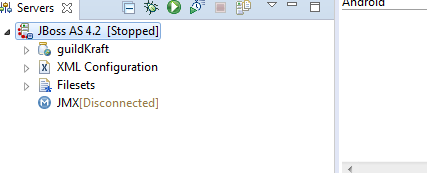 Servers
Android
JBoss AS 4.2 [Stopped]
guildKraft
XML Configuration
Filesets
JMX[Disconnected]